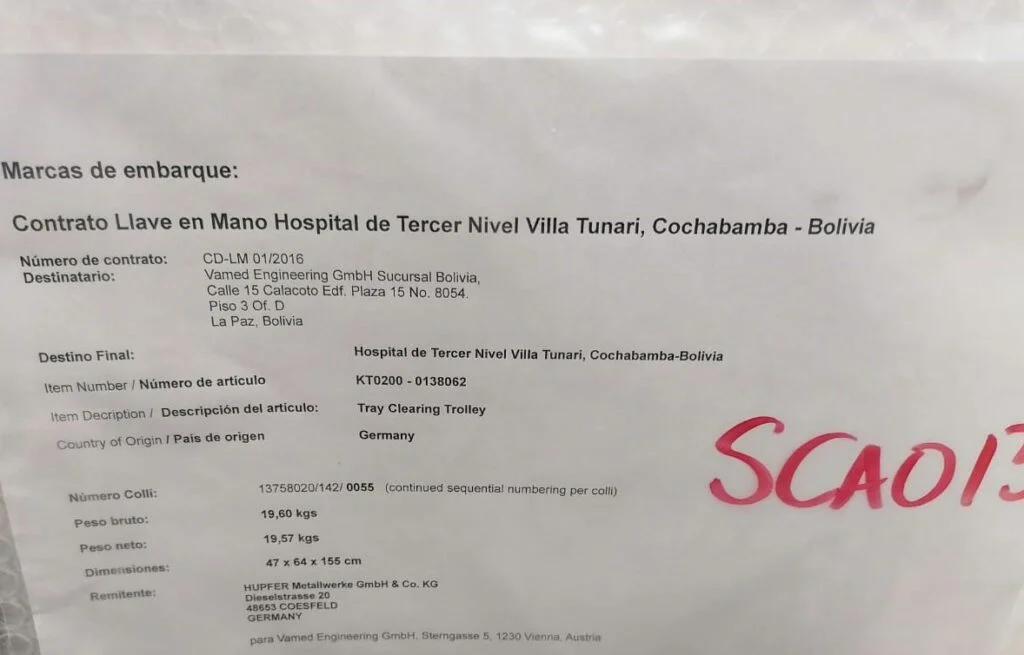 Marcas de embarque:
Contrato Llave en Mano Hospital de Tercer Nivel Villa Tunari, Cochabamba - Bolivia
Número de contrato: CD-LM 01/2016
Destinatario: Vamed Engineering GmbH Sucursal Bolivia,
Calle 15 Calacoto Edf. Plaza 15 No. 8054.
Piso 3 Of. D
La Paz, Bolivia
Destino Final: Hospital de Tercer Nivel Villa Tunari, Cochabamba-Bolivia
Item Number / Número de artículo KT0200 - 0138062
Item Decription / Descripción del artículo: Tray Clearing Trolley
Country of Origin / País de origen Germany
SCA013
Número Colli: 13758020/142/ 0055 (continued sequential numbering per colli)
Peso bruto: 19,60 kgs
Peso neto: 19,57 kgs
Dimensiones: 47 x 64 x 155 cm
Remitente: HUPFER Metallwerke GmbH & Co. KG
Dieselstrasse 20
48653 COESFELD
GERMANY
para Vamed Engineering GmbH, Sterngasse 5, 1230 Vienna, Austria